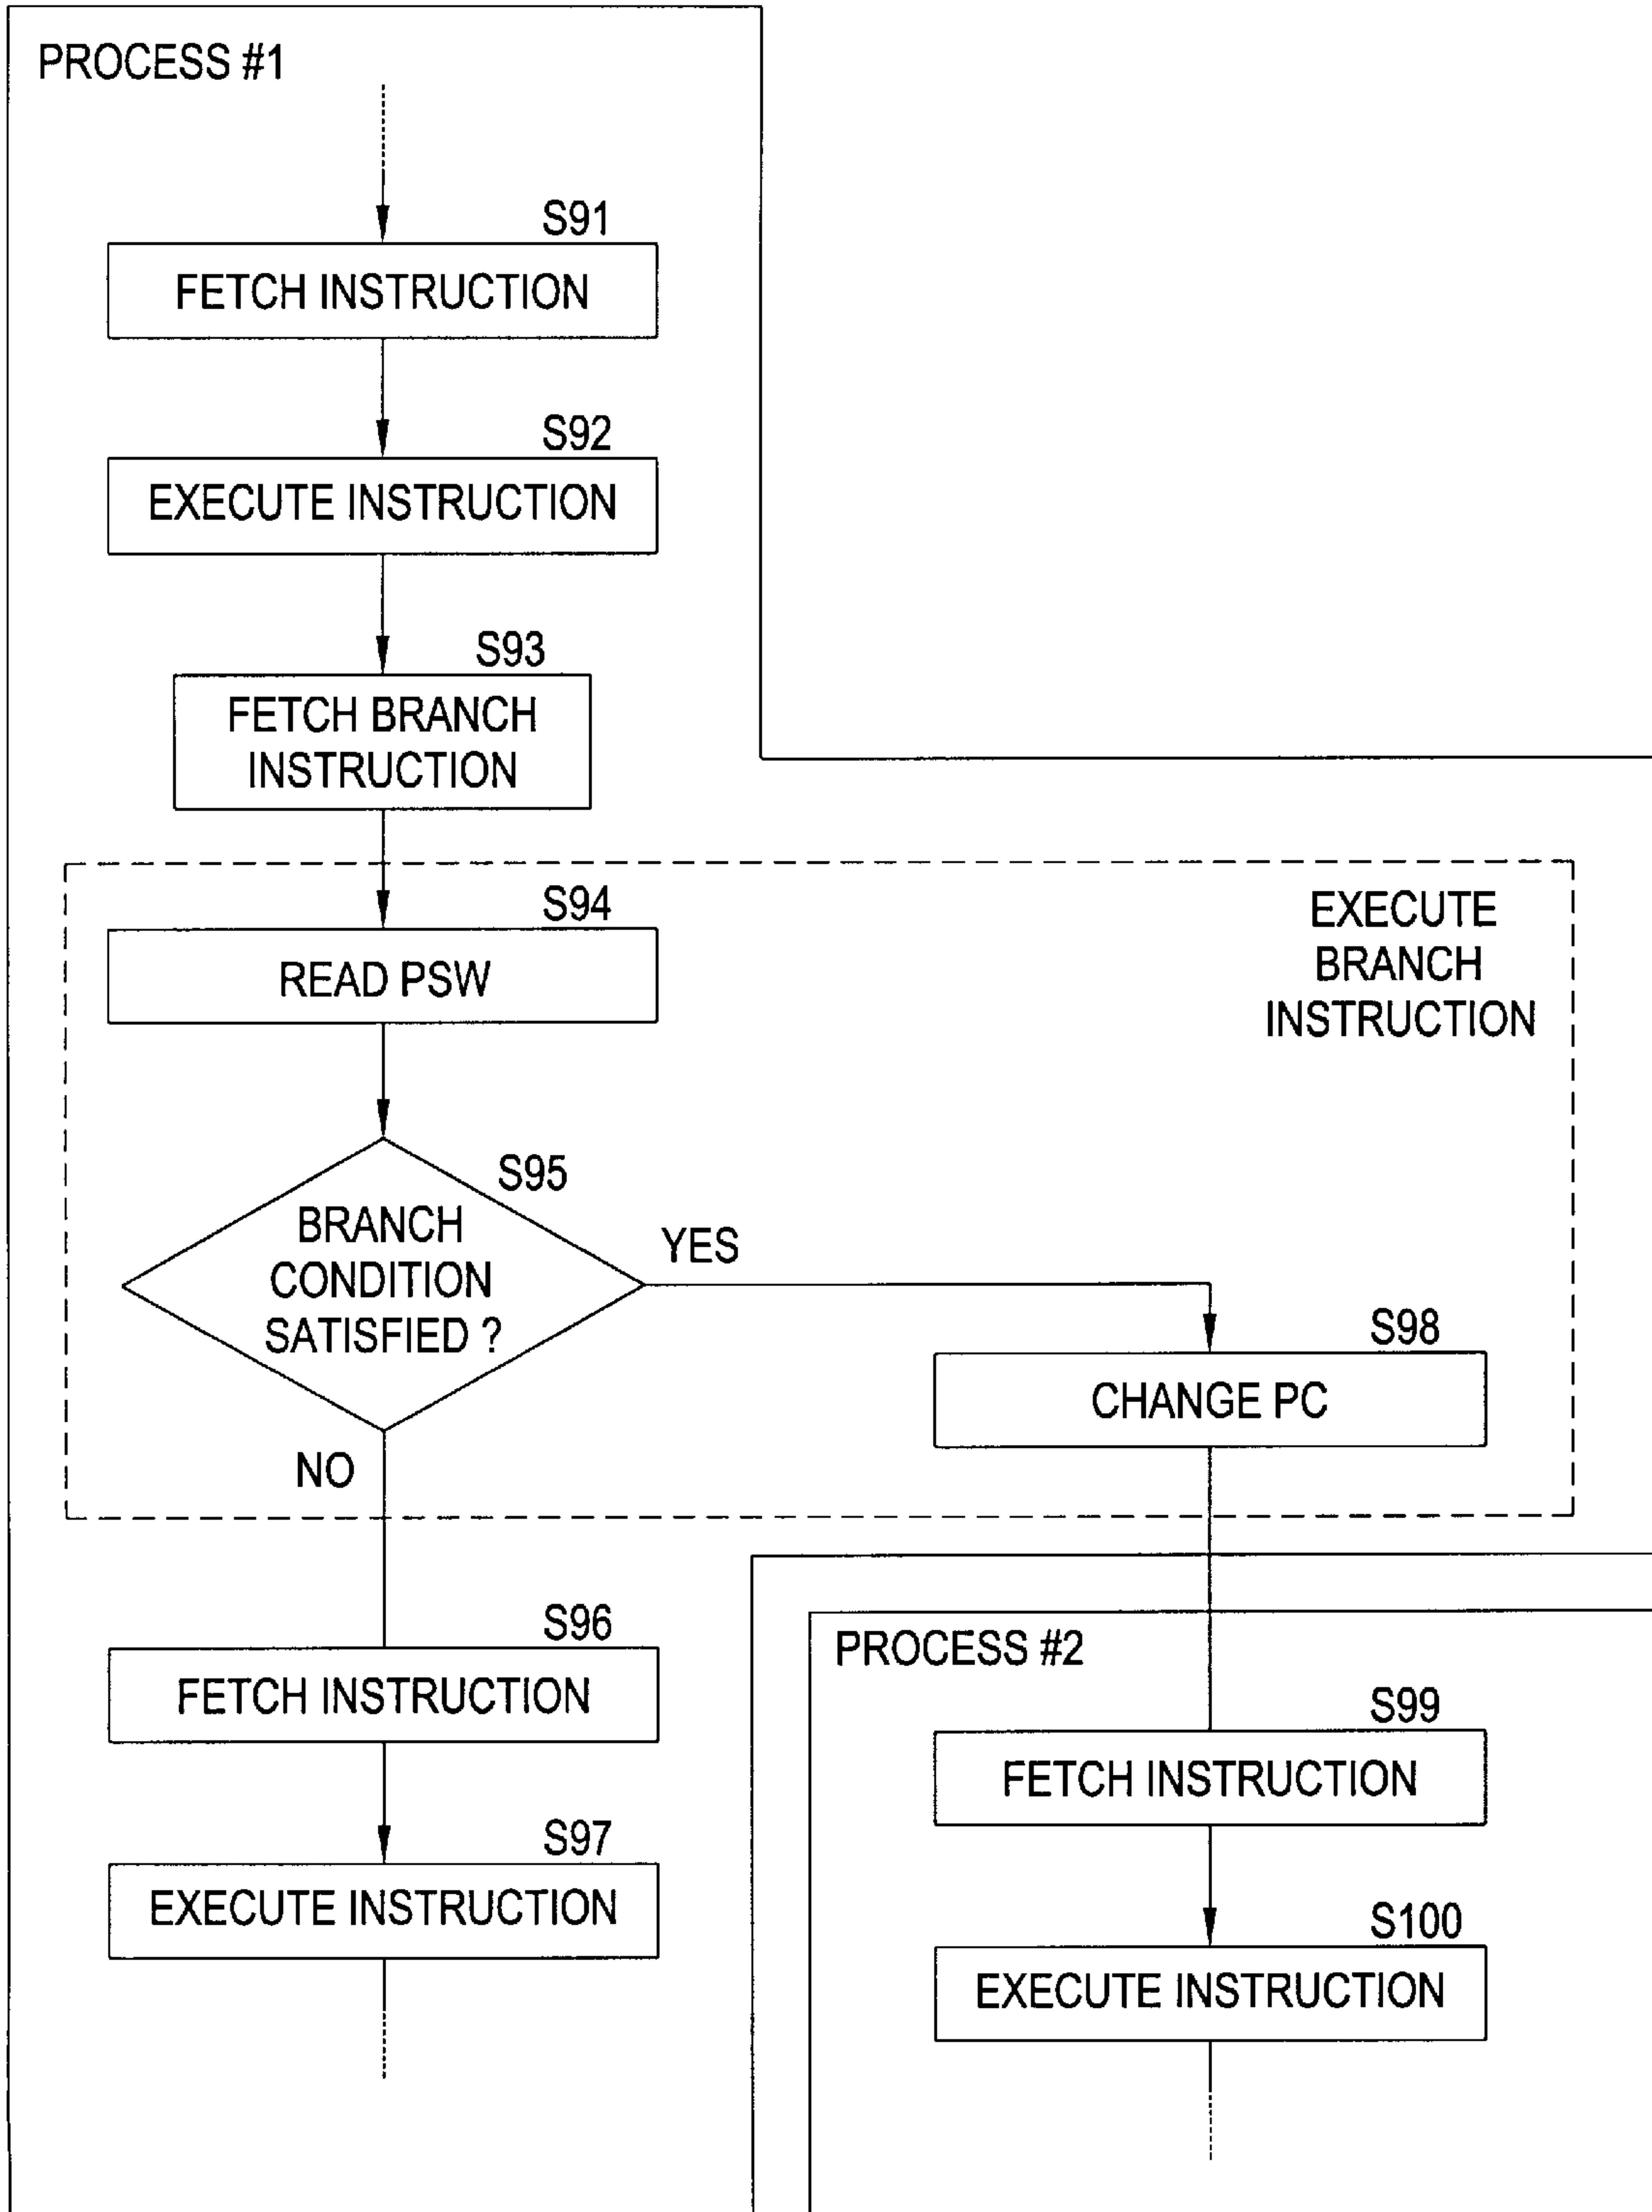 PROCESS #1
S91
FETCH INSTRUCTION
S92
EXECUTE INSTRUCTION
S93
FETCH BRANCH
INSTRUCTION
S94
READ PSW
EXECUTE
BRANCH
INSTRUCTION
S95
BRANCH
CONDITION
SATISFIED ?
YES
NO
S98
CHANGE PC
S96
FETCH INSTRUCTION
S97
EXECUTE INSTRUCTION
PROCESS #2
S99
FETCH INSTRUCTION
S100
EXECUTE INSTRUCTION